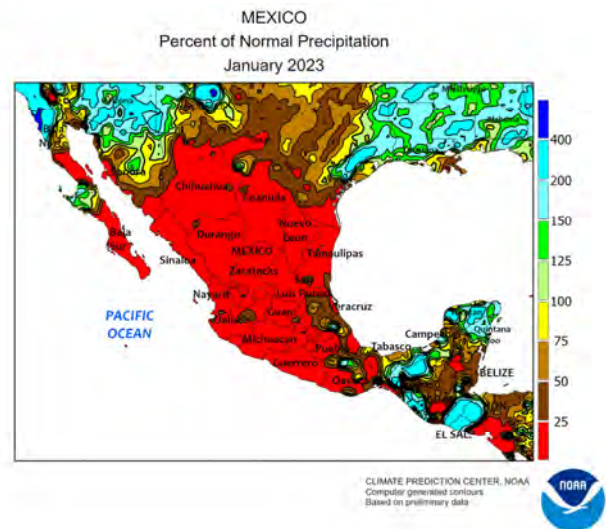 MEXICO
Percent of Normal Precipitation
January 2023
Chihuahua
Coahuila
Nuevo
Leon
Durango
MEXICO
Tamaulipas
Sinaloa
Zacatecas
Baja
Sur
Nayarit
Luis Potosi
Veracruz
PACIFIC
OCEAN
Michoacan
Puebla
Guerrero
Oaxaca
Tabasco
Quintana
Roo
BELIZE
EL SAL.
400
200
150
125
100
75
50
25
CLIMATE PREDICTION CENTER, NOAA
Computer generated contours
Based on preliminary data
NOAA